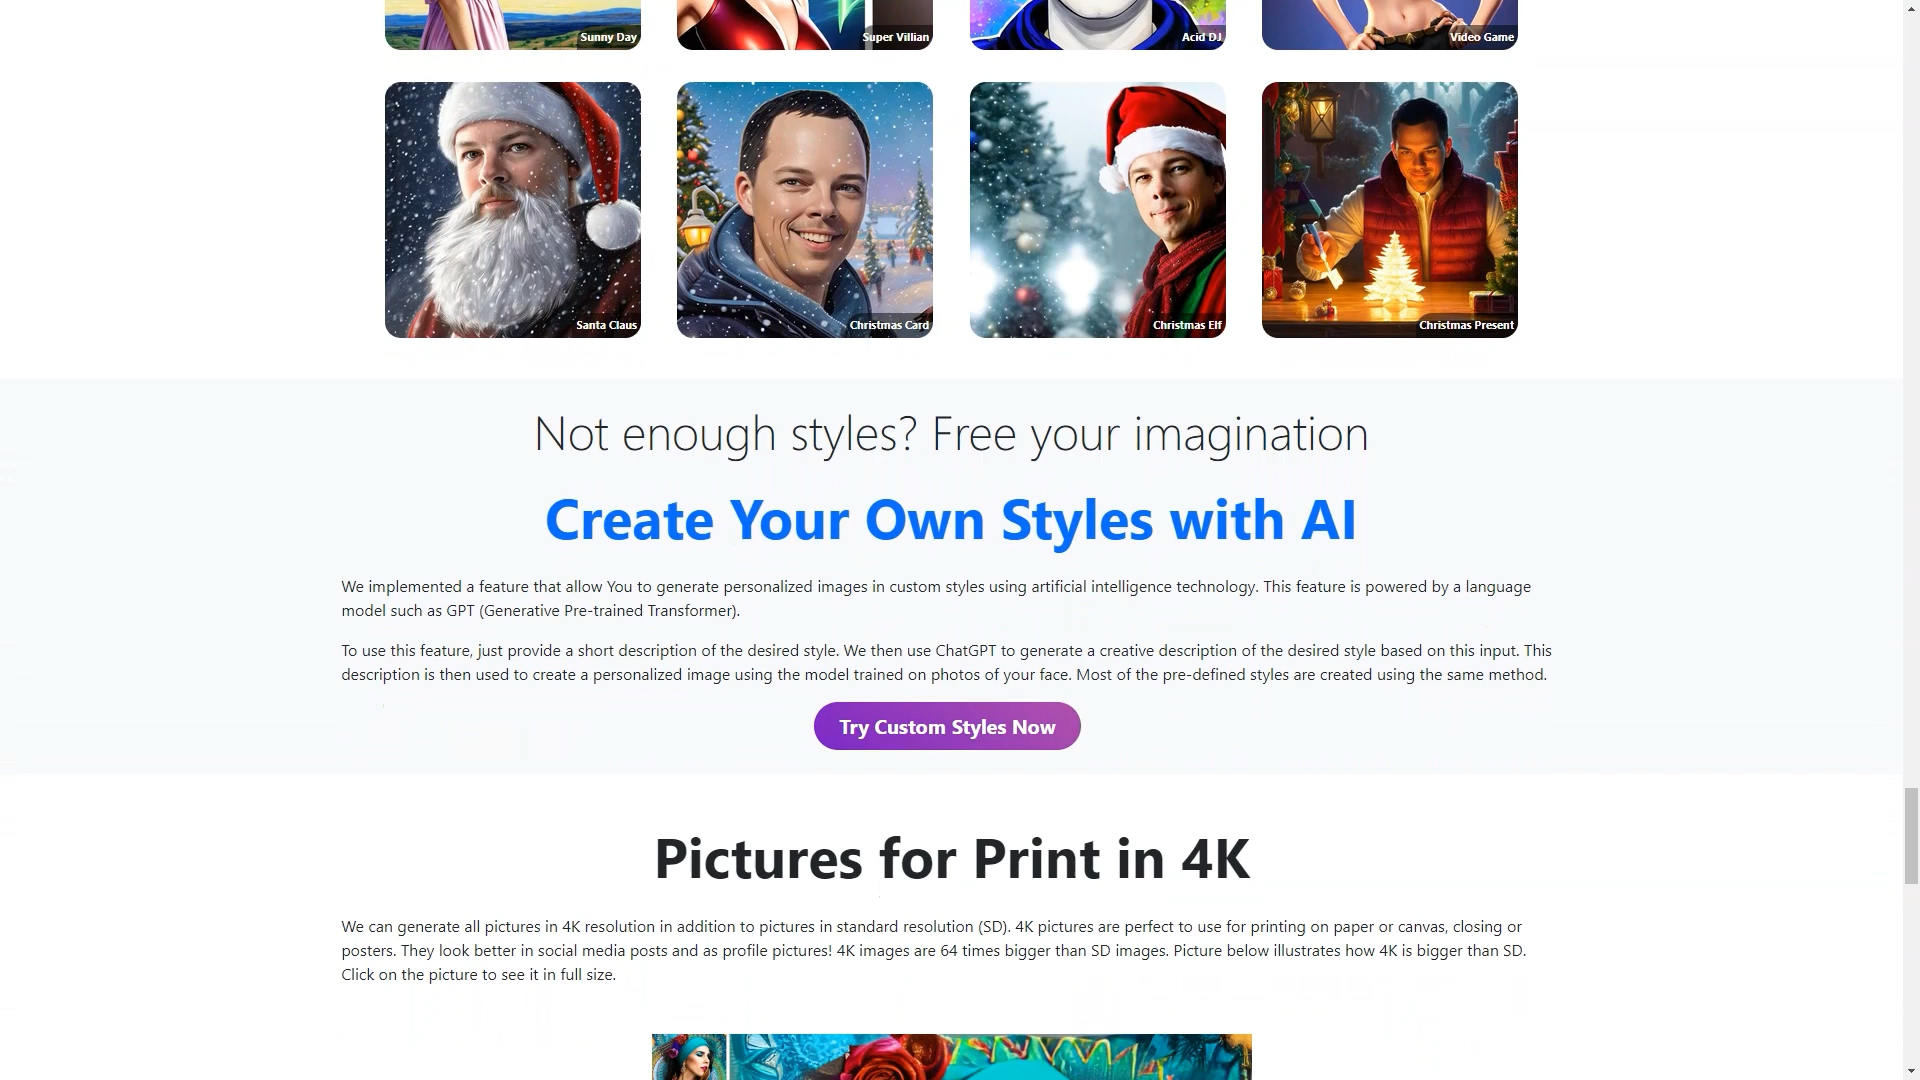 Sunny Day
Super Villian
Acid DJ
Video Game
Santa Claus
Christmas Card
Christmas Elf
Christmas Present
Not enough styles? Free your imagination
Create Your Own Styles with AI
We implemented a feature that allow You to generate personalized images in custom styles using artificial intelligence technology. This feature is powered by a language
model such as GPT (Generative Pre-trained Transformer).
To use this feature, just provide a short description of the desired style. We then use ChatGPT to generate a creative description of the desired style based on this input. This
description is then used to create a personalized image using the model trained on photos of your face. Most of the pre-defined styles are created using the same method.
Try Custom Styles Now
Pictures for Print in 4K
We can generate all pictures in 4K resolution in addition to pictures in standard resolution (SD). 4K pictures are perfect to use for printing on paper or canvas, closing or
posters. They look better in social media posts and as profile pictures! 4K images are 64 times bigger than SD images. Picture below illustrates how 4K is bigger than SD.
Click on the picture to see it in full size.